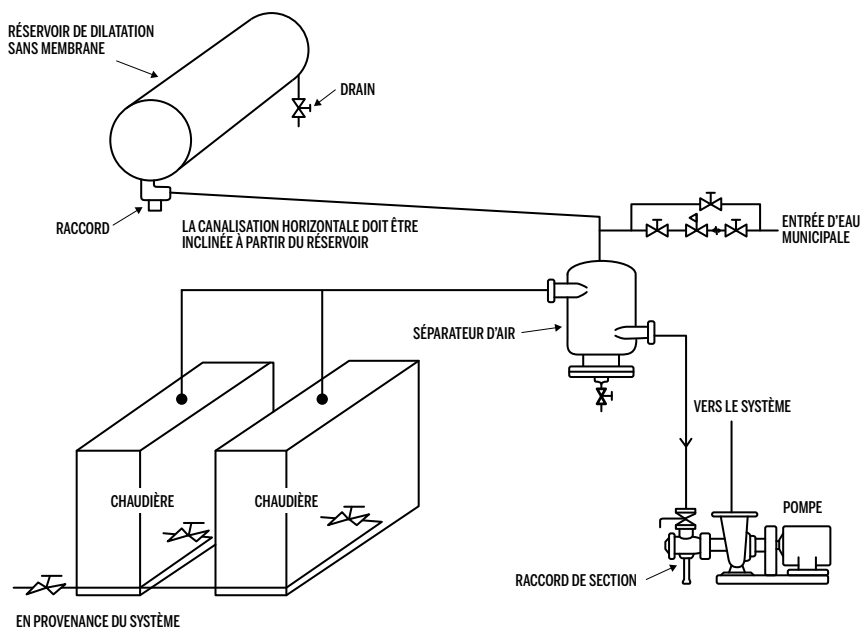 RÉSERVOIR DE DILATATION
SANS MEMBRANE
DRAIN
RACCORD
LA CANALISATION HORIZONTALE DOIT ÊTRE
INCLINÉE À PARTIR DU RÉSERVOIR
ENTRÉE D'EAU
MUNICIPALE
SÉPARATEUR D'AIR
VERS LE SYSTÈME
CHAUDIÈRE
CHAUDIÈRE
POMPE
RACCORD DE SECTION
EN PROVENANCE DU SYSTÈME